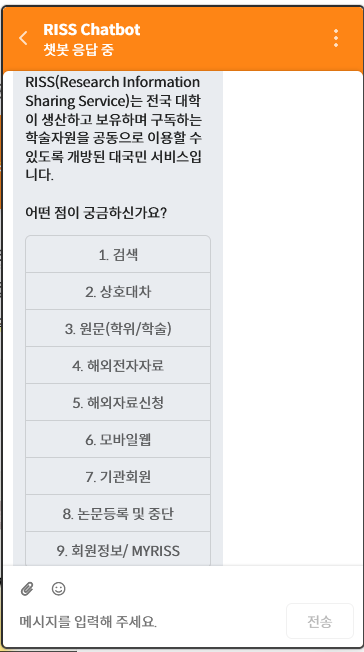 RISS Chatbot
챗봇 응답 중
RISS(Research Information
Sharing Service)는 전국 대학
이 생산하고 보유하며 구독하는
학술자원을 공동으로 이용할 수
있도록 개발된 대국민 서비스입
니다.
어떤 점이 궁금하신가요?
1. 검색
2. 상호대차
3. 원문(학위/학술)
4. 해외전자자료
5. 해외자료신청
6. 모바일웹
7. 기관회원
8. 논문등록 및 중단
9. 회원정보/ MYRISS
메시지를 입력해 주세요.
전송